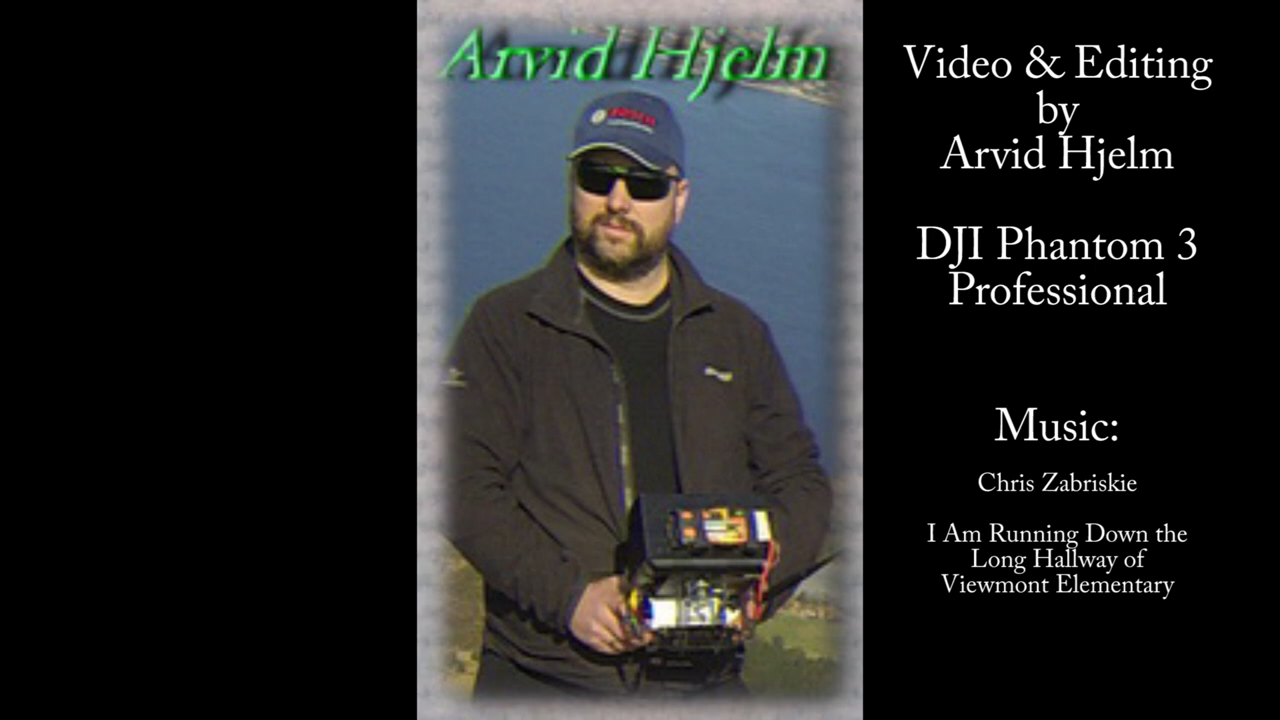 Arvid Hjelm
BOSCH
Video & Editing
by
Arvid Hjelm
DJI Phantom 3
Professional
Music:
Chris Zabriskie
I Am Running Down the
Long Hallway of
Viewmont Elementary